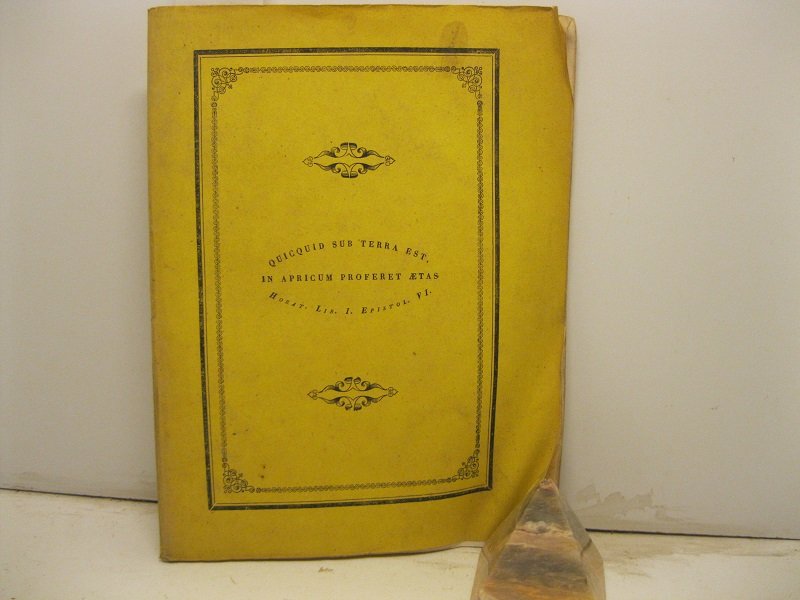 QUICQUID SUB TERRA EST,
IN APRICUM PROFERET ÆTAS
HORAT. LIB. I. EPISTOL. VI.